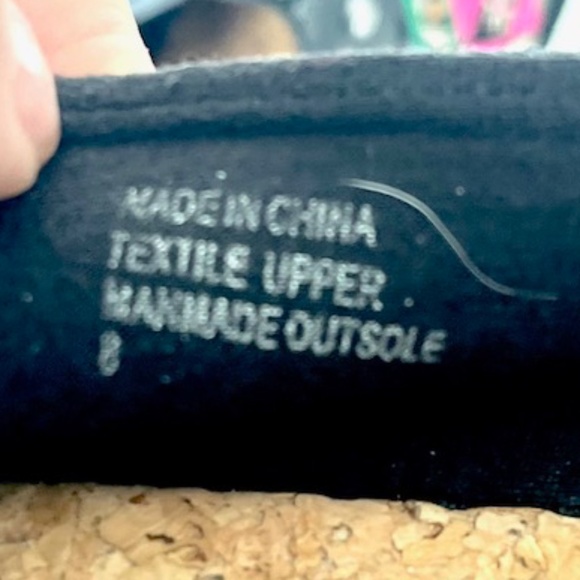 MADE IN CHINA
TEXTILE UPPER
MANMADE OUTSOLE
8